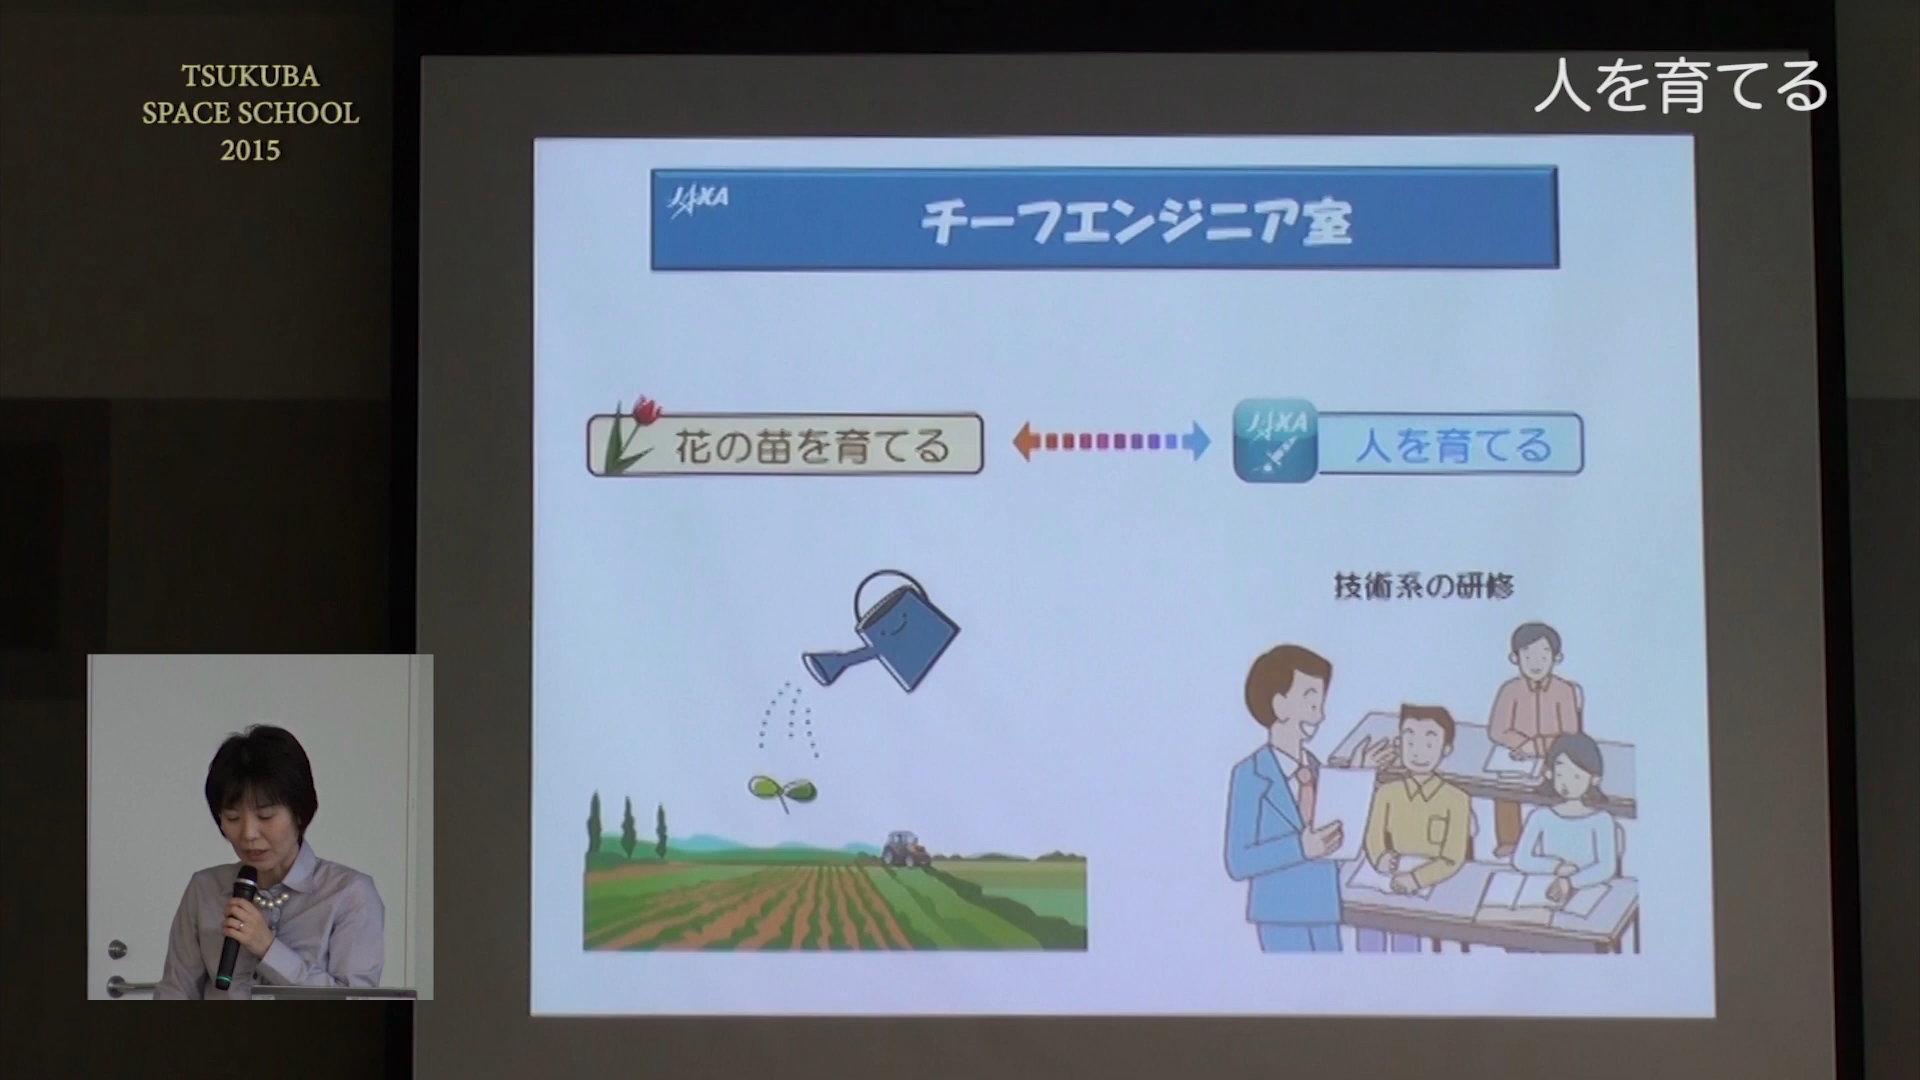 TSUKUBA
SPACE SCHOOL
2015
人を育てる
JAXA
チーフエンジニア室
花の苗を育てる
JAXA
人を育てる
技術系の研修